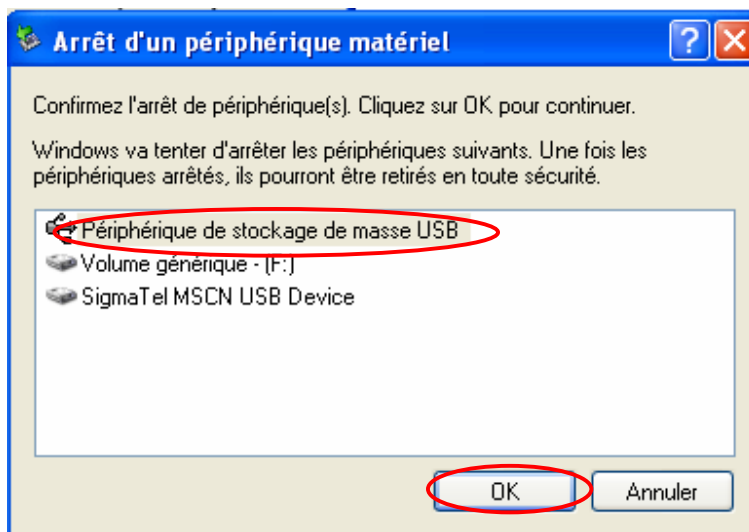 Arrêt d'un périphérique matériel
Confirmez l'arrêt de périphérique(s). Cliquez sur OK pour continuer.
Windows va tenter d'arrêter les périphériques suivants. Une fois les
périphériques arrêtés, ils pourront être retirés en toute sécurité.
Périphérique de stockage de masse USB
Volume générique - (F:)
SigmaTel MSCN USB Device
OK Annuler